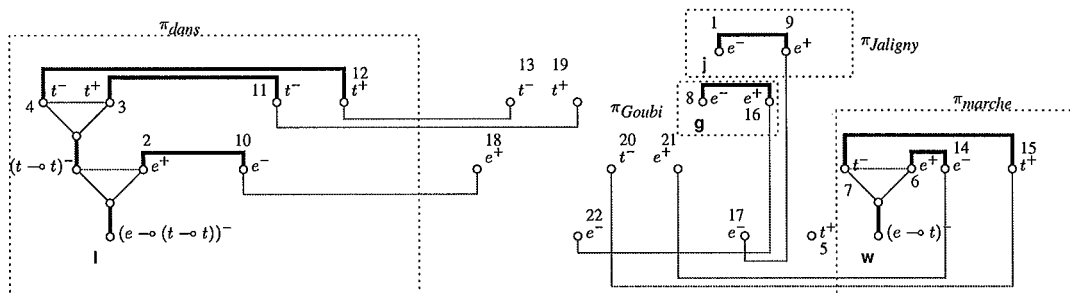 π_dans
1 9
e⁻ e⁺ π_Jaligny
j
t⁻ t⁺ 12
4 3 11 t⁻ t⁺
13 19
t⁻ t⁺
π_Goubi 8 e⁻ e⁺
g 16
π_marche
(t ⊸ t)⁻ 2 e⁺ 10 e⁻
18
e⁺
20 21
t⁻ e⁺
t⁻ e⁺ 14 e⁻ 15 t⁺
7 6
(e ⊸ (t ⊸ t))⁻
l
22
e⁻
17
e⁻
t⁺
5
(e ⊸ t)⁻
w